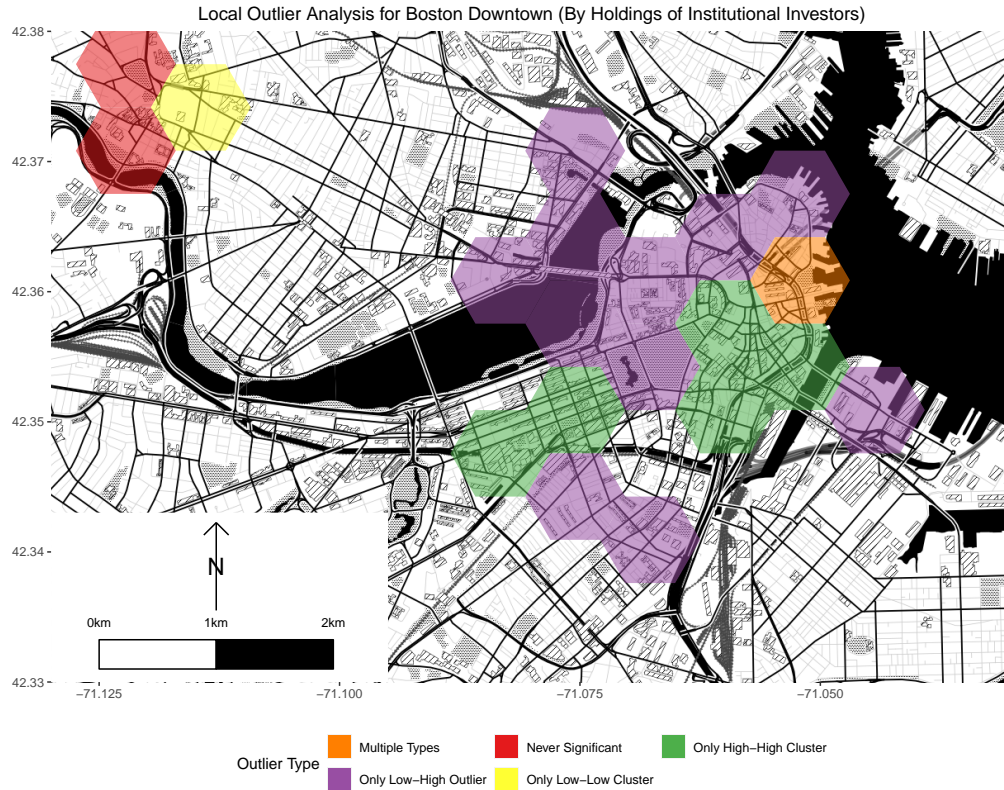 Local Outlier Analysis for Boston Downtown (By Holdings of Institutional Investors)
42.38
42.37
42.36
42.35
42.34
42.33
N
0km 1km 2km
−71.125 −71.100 −71.075 −71.050
Outlier Type
Multiple Types Never Significant Only High−High Cluster
Only Low−High Outlier Only Low−Low Cluster